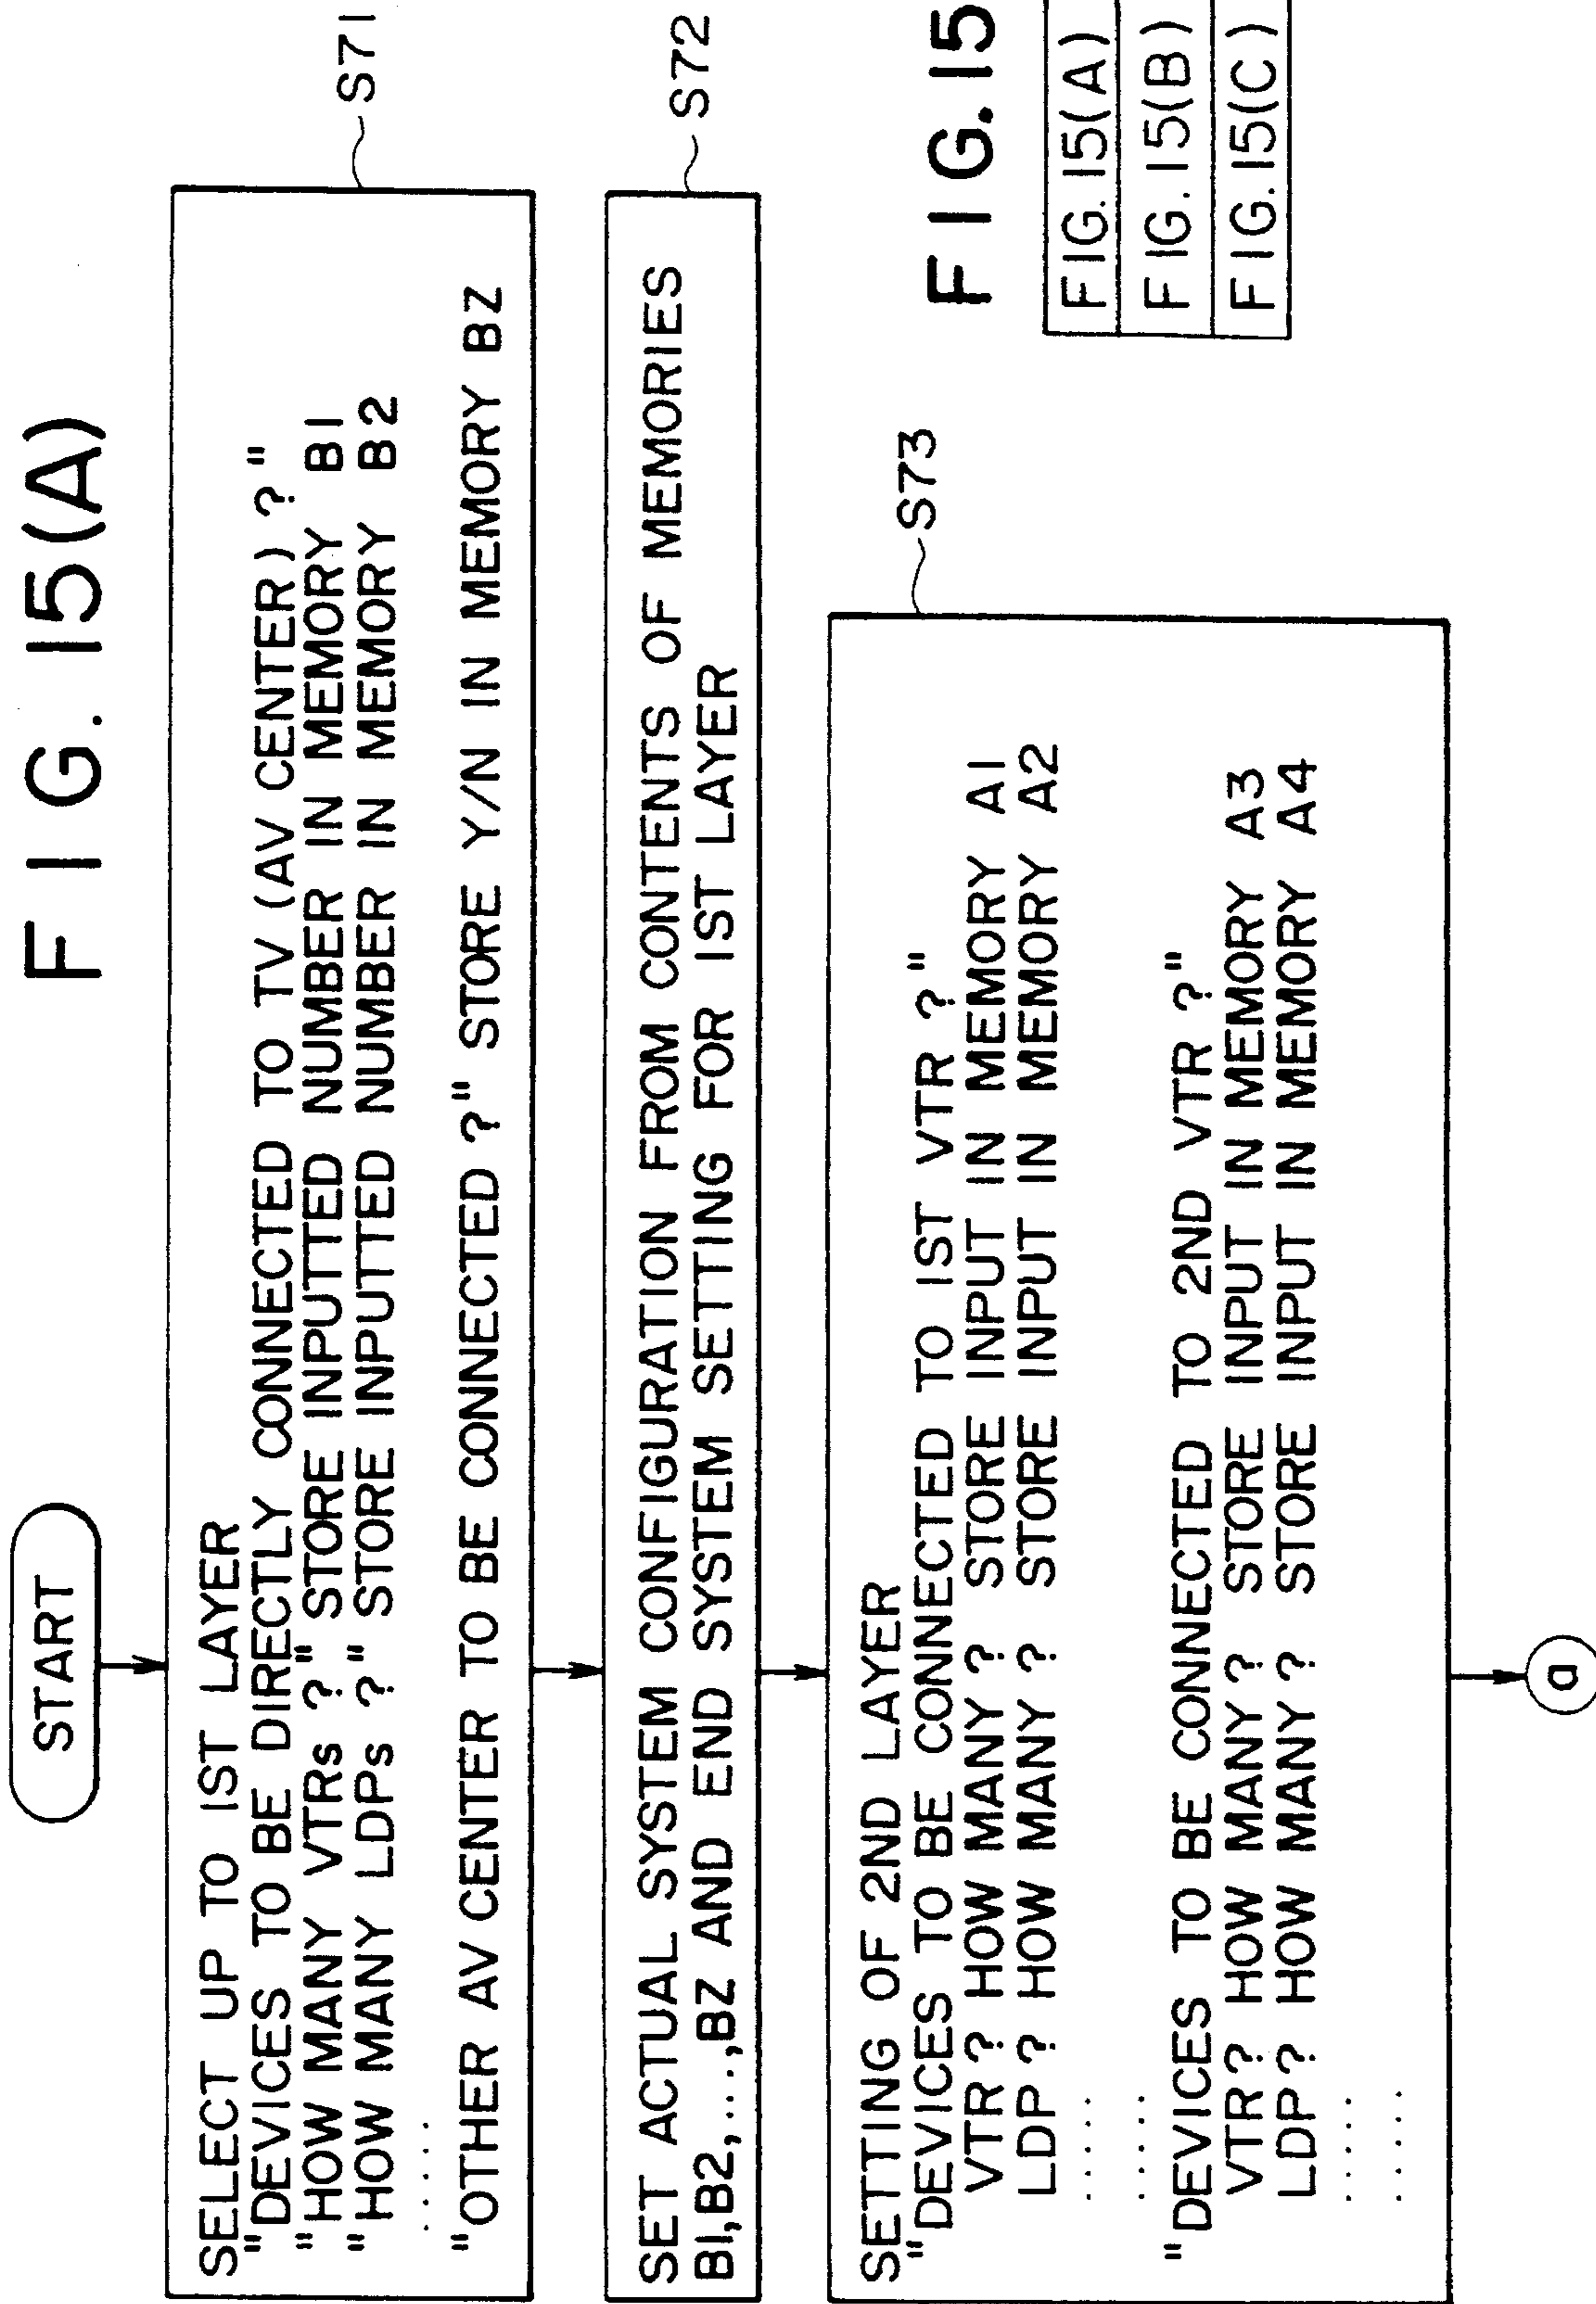 FIG. 15(A)
START
SELECT UP TO 1ST LAYER
"DEVICES TO BE DIRECTLY CONNECTED TO TV (AV CENTER) ? "
"HOW MANY VTRs ?" STORE INPUTTED NUMBER IN MEMORY B1
"HOW MANY LDPs ?" STORE INPUTTED NUMBER IN MEMORY B2
.....
"OTHER AV CENTER TO BE CONNECTED ?" STORE Y/N IN MEMORY BZ
S71
SET ACTUAL SYSTEM CONFIGURATION FROM CONTENTS OF MEMORIES
B1,B2,....,BZ AND END SYSTEM SETTING FOR 1ST LAYER
S72
SETTING OF 2ND LAYER
"DEVICES TO BE CONNECTED TO 1ST VTR ?"
VTR ? HOW MANY ? STORE INPUT IN MEMORY A1
LDP ? HOW MANY ? STORE INPUT IN MEMORY A2
.....
.....
"DEVICES TO BE CONNECTED TO 2ND VTR ?"
VTR ? HOW MANY ? STORE INPUT IN MEMORY A3
LDP ? HOW MANY ? STORE INPUT IN MEMORY A4
.....
.....
S73
a
FIG. 15
FIG. 15(A)
FIG. 15(B)
FIG. 15(C)